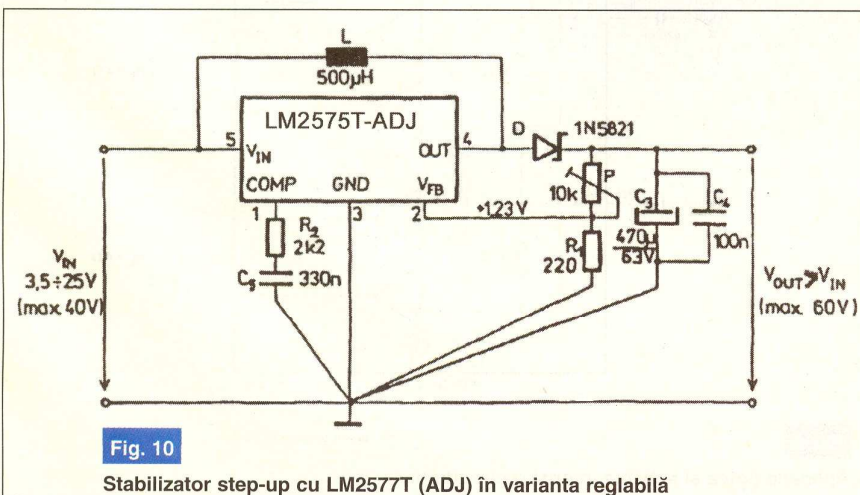 L
500µH
LM2575T-ADJ
5
VIN
OUT
4
COMP
GND
VFB
1
3
2
D
1N5821
P
10k
+1,23V
R2
2k2
C5
330n
R1
220
C3
470µ
63V
C4
100n
VIN
3,5÷25V
(max.40V)
VOUT≥VIN
(max. 60V)
Fig. 10
Stabilizator step-up cu LM2577T (ADJ) în varianta reglabilă